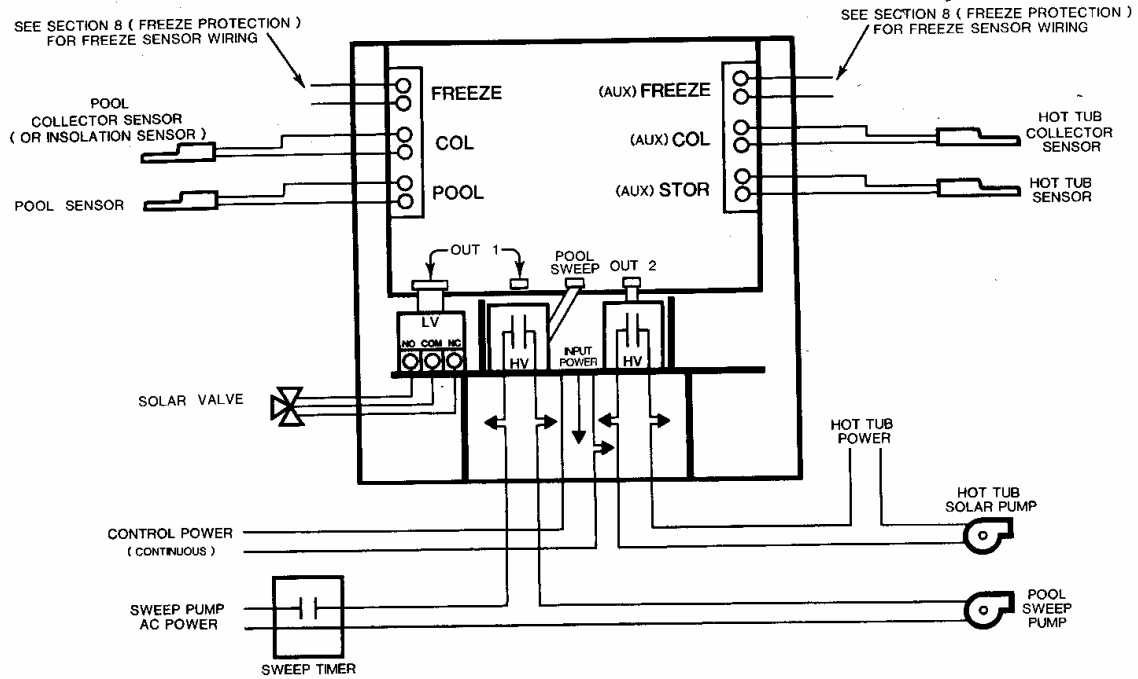 SEE SECTION 8 ( FREEZE PROTECTION )
FOR FREEZE SENSOR WIRING
SEE SECTION 8 ( FREEZE PROTECTION )
FOR FREEZE SENSOR WIRING
POOL
COLLECTOR SENSOR
( OR INSOLATION SENSOR )
POOL SENSOR
FREEZE
COL
POOL
(AUX) FREEZE
(AUX) COL
(AUX) STOR
HOT TUB
COLLECTOR
SENSOR
HOT TUB
SENSOR
OUT 1
POOL
SWEEP
OUT 2
LV
NO COM NC
HV
INPUT
POWER
HV
SOLAR VALVE
HOT TUB
POWER
HOT TUB
SOLAR PUMP
CONTROL POWER
( CONTINUOUS )
SWEEP PUMP
AC POWER
SWEEP TIMER
POOL
SWEEP
PUMP